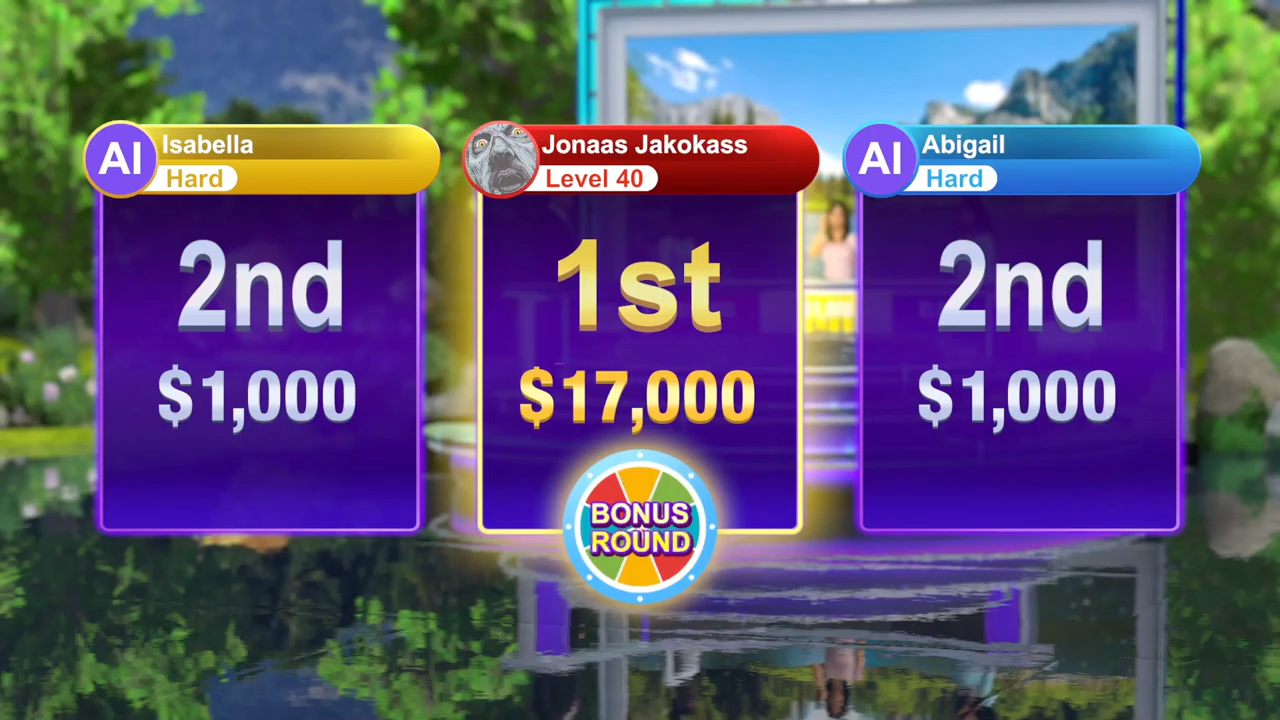 AI
Isabella
Hard
2nd
$1,000
Jonaas Jakokass
Level 40
1st
$17,000
BONUS
ROUND
AI
Abigail
Hard
2nd
$1,000